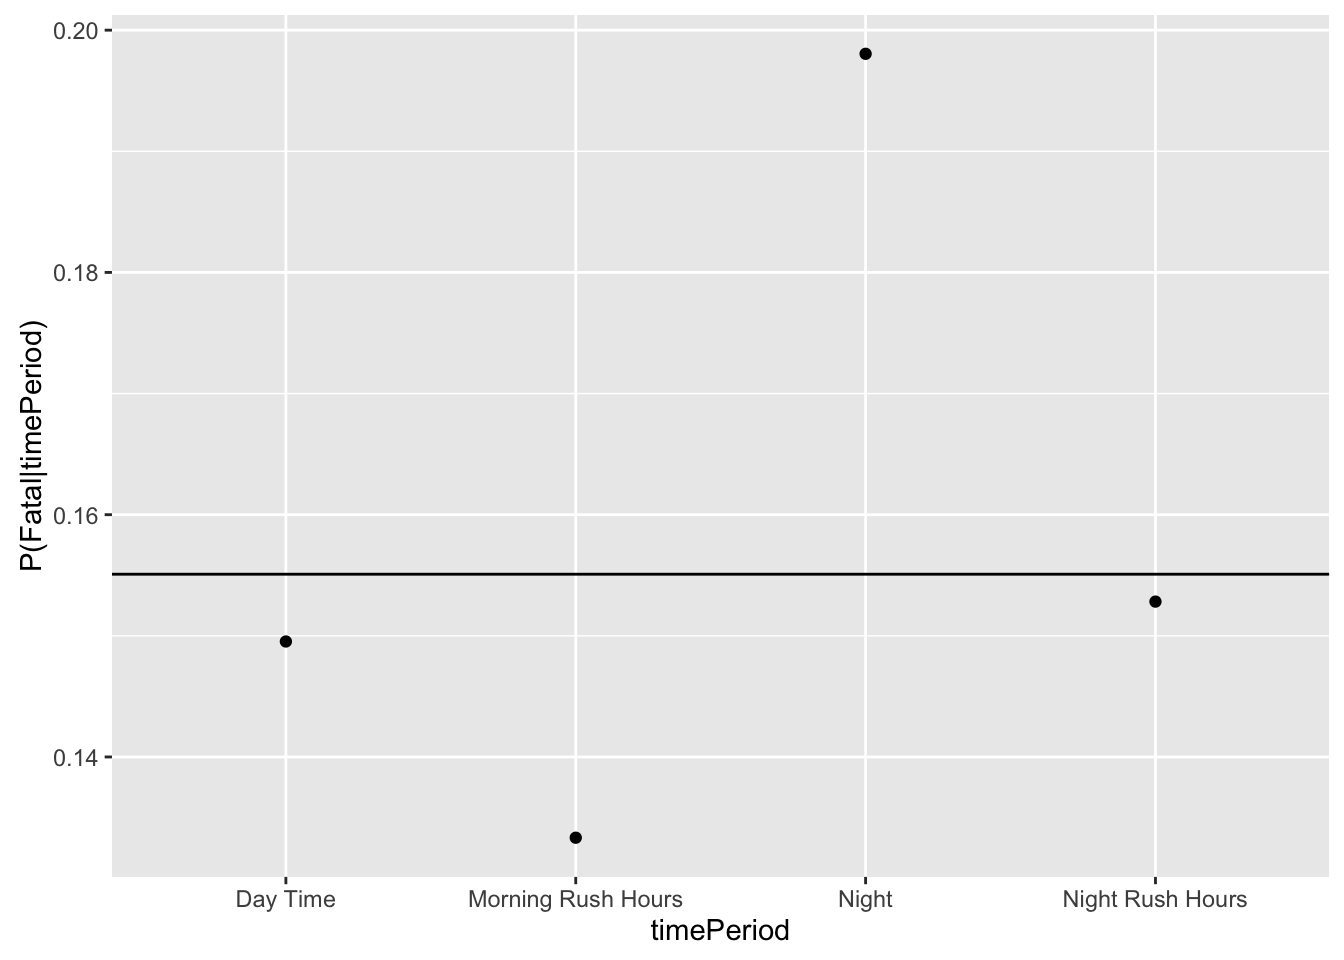 0.20
0.18
0.16
0.14
P(Fatal|timePeriod)
Day Time
Morning Rush Hours
Night
Night Rush Hours
timePeriod